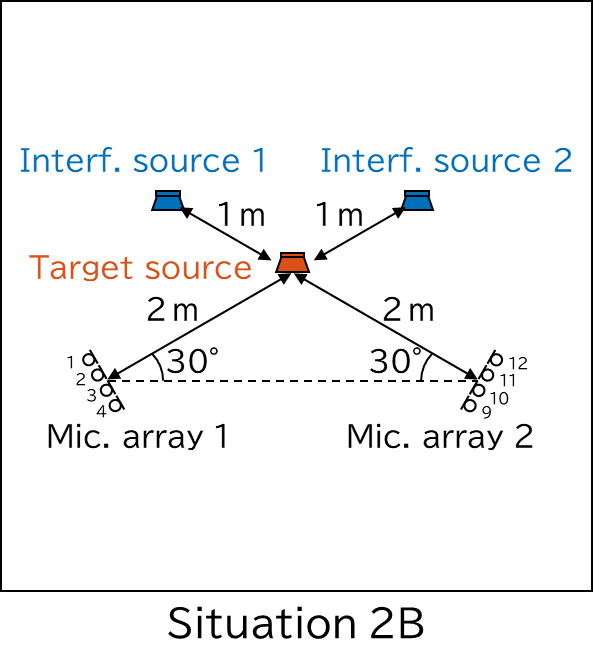 Interf. source 1 Interf. source 2
1 m 1 m
Target source
2 m 2 m
30° 30°
1 12
2 11
3 10
4 9
Mic. array 1 Mic. array 2
Situation 2B